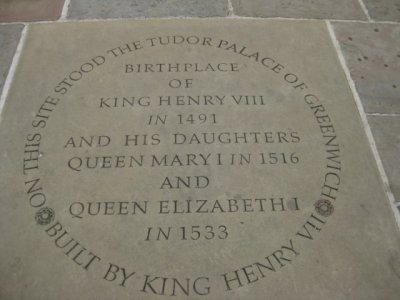 ON THIS SITE STOOD THE TUDOR PALACE OF GREENWICH
BIRTHPLACE
OF
KING HENRY VIII
IN 1491
AND HIS DAUGHTERS
QUEEN MARY I IN 1516
AND
QUEEN ELIZABETH I
IN 1533
BUILT BY KING HENRY VII